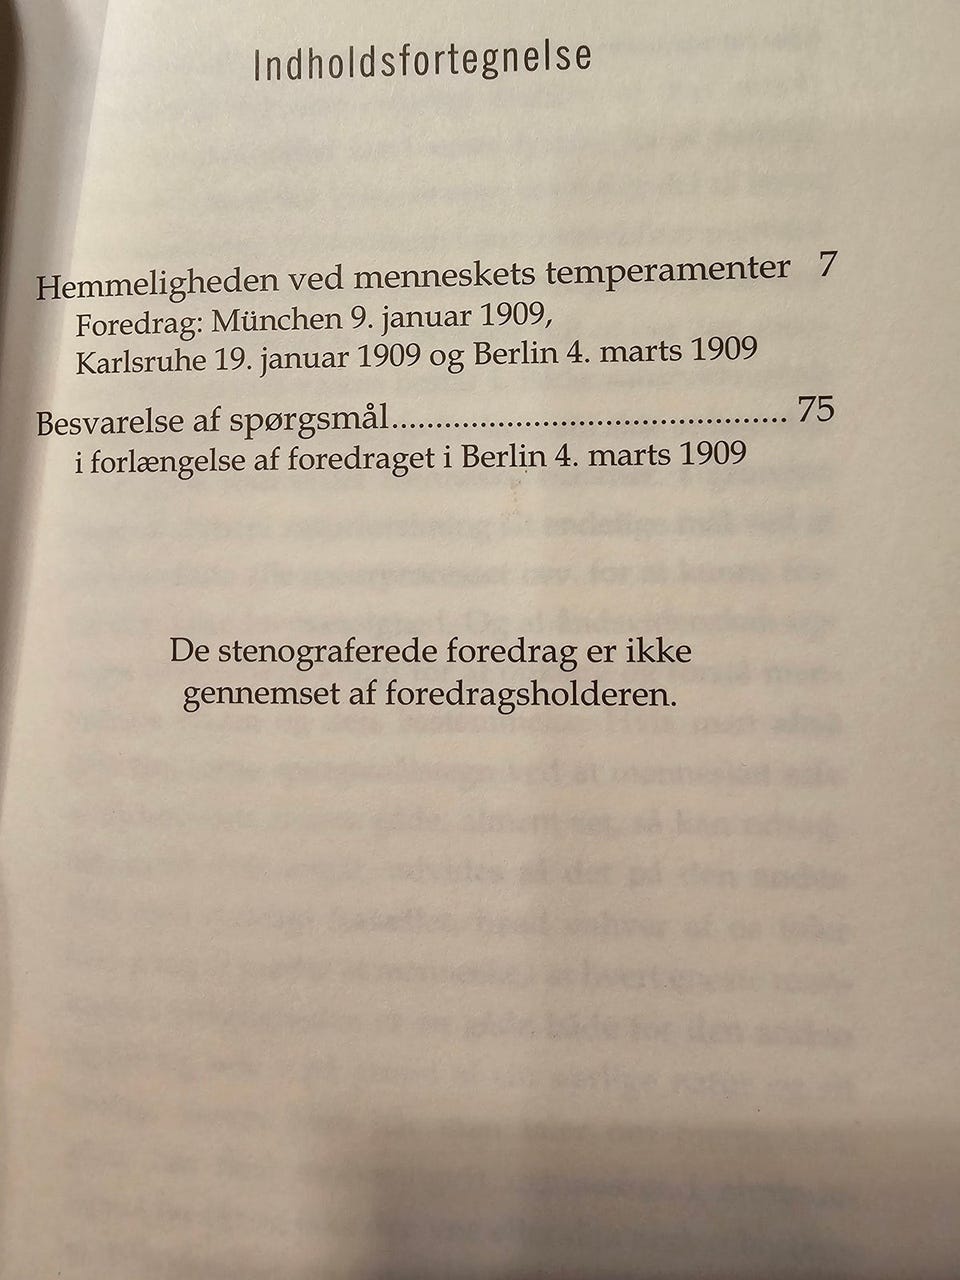 Indholdsfortegnelse
Hemmeligheden ved menneskets temperamenter 7
Foredrag: München 9. januar 1909,
Karlsruhe 19. januar 1909 og Berlin 4. marts 1909
Besvarelse af spørgsmål............................................ 75
i forlængelse af foredraget i Berlin 4. marts 1909
De stenograferede foredrag er ikke
gennemset af foredragsholderen.